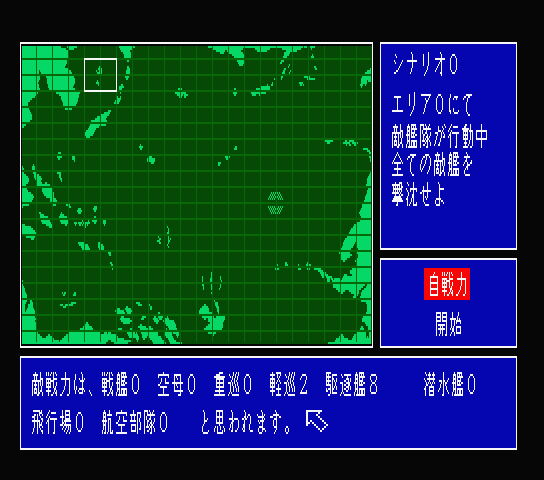 シナリオ0
エリア0にて
敵艦隊が行動中
全ての敵艦を
撃沈せよ
自戦力
開始
敵戦力は、戦艦0 空母0 重巡0 軽巡2 駆逐艦8 潜水艦0
飛行場0 航空部隊0 と思われます。